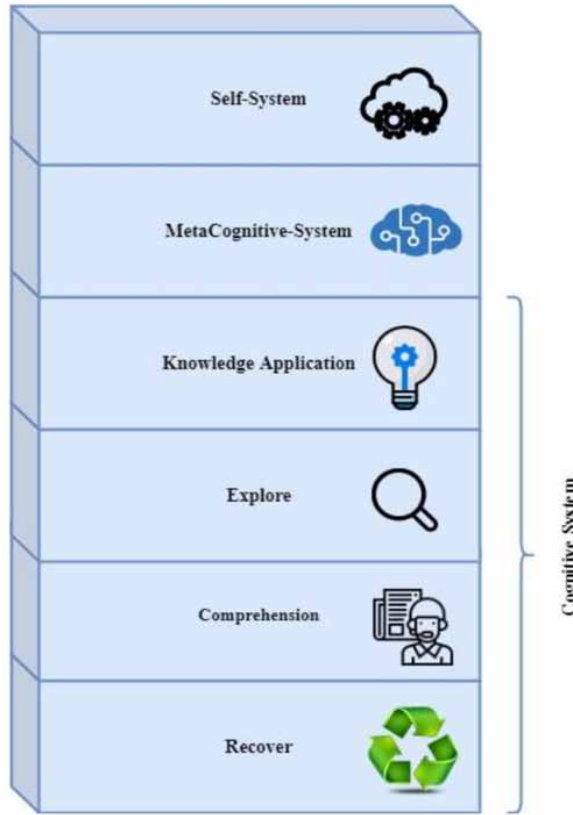 Self-System
MetaCognitive-System
Knowledge Application
Explore
Comprehension
Recover
Cognitive System